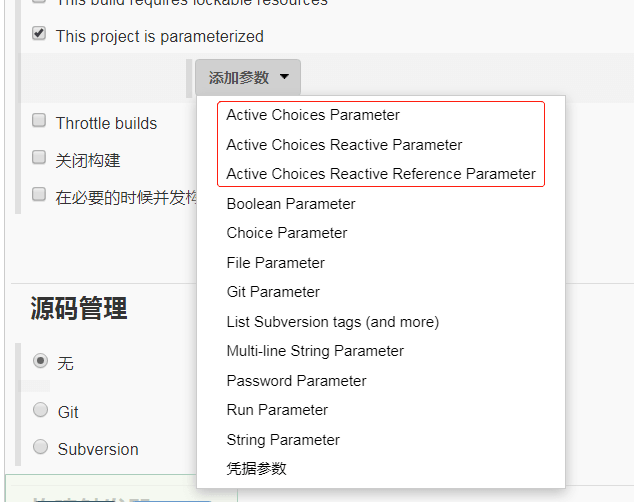 This build requires lockable resources
This project is parameterized
添加参数
Active Choices Parameter
Active Choices Reactive Parameter
Active Choices Reactive Reference Parameter
Boolean Parameter
Choice Parameter
File Parameter
Git Parameter
List Subversion tags (and more)
Multi-line String Parameter
Password Parameter
Run Parameter
String Parameter
凭据参数
Throttle builds
关闭构建
在必要的时候并发构
源码管理
无
Git
Subversion